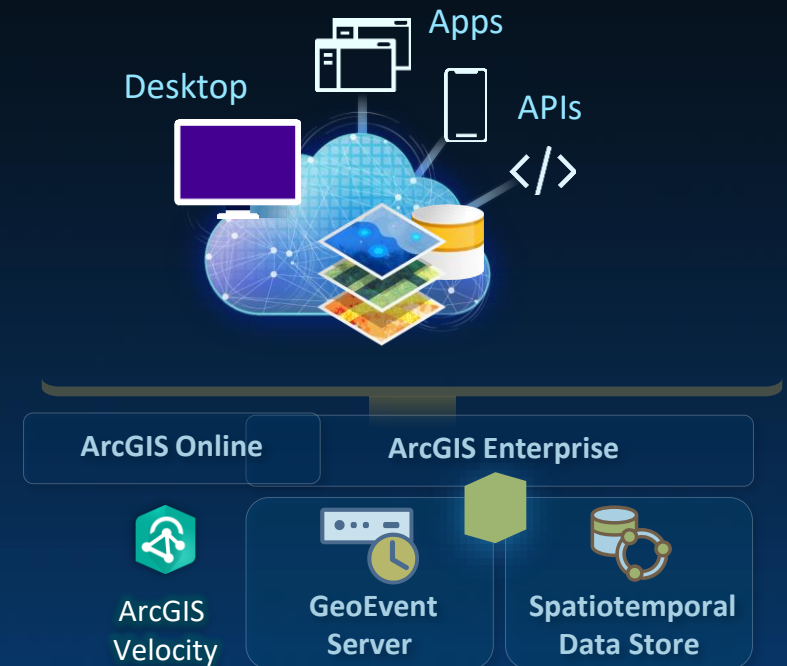 Apps
Desktop
APIs
</>
ArcGIS Online
ArcGIS Enterprise
ArcGIS
Velocity
GeoEvent
Server
Spatiotemporal
Data Store